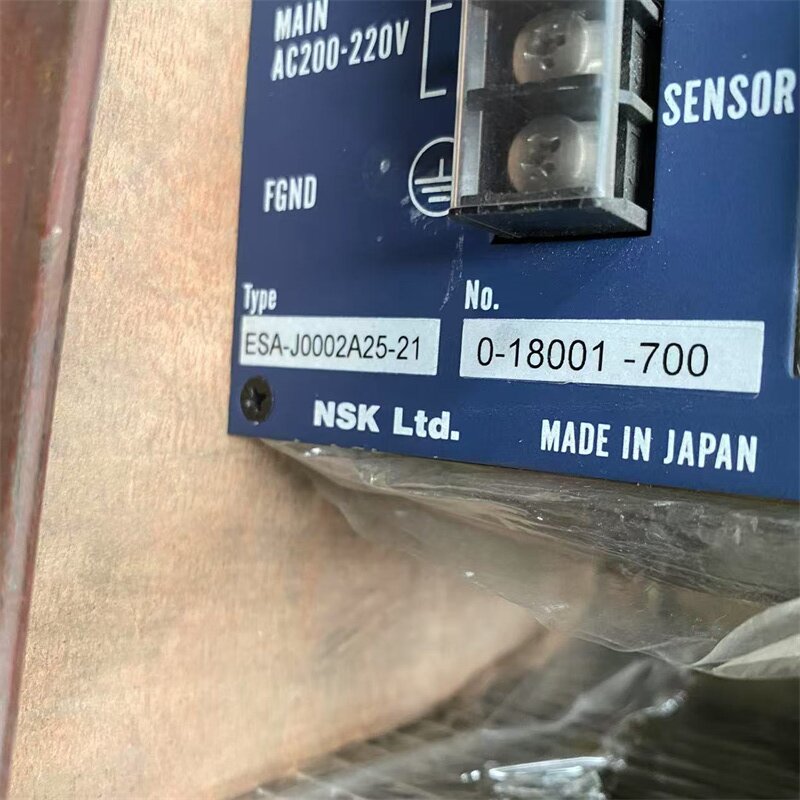 MAIN
AC200-220V
SENSOR
FGND
Type
No.
ESA-J0002A25-21
0-18001 -700
NSK Ltd.
MADE IN JAPAN